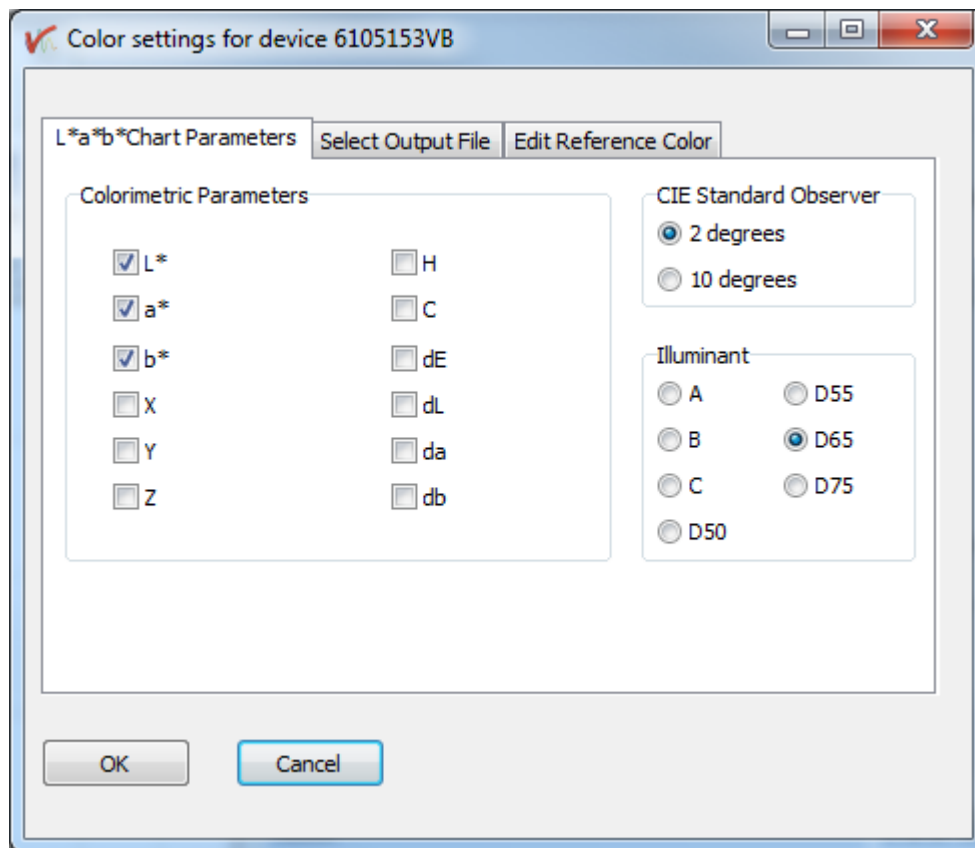 Color settings for device 6105153VB
L*a*b*Chart Parameters
Select Output File
Edit Reference Color
Colorimetric Parameters
L*
a*
b*
X
Y
Z
H
C
dE
dL
da
db
CIE Standard Observer
2 degrees
10 degrees
Illuminant
A
B
C
D50
D55
D65
D75
OK
Cancel